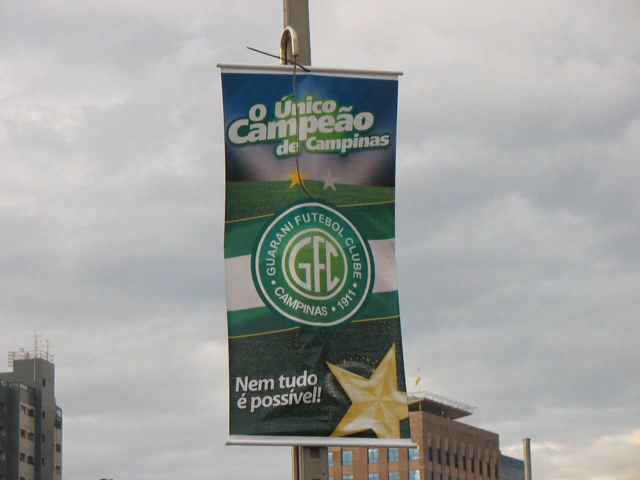 O Único
Campeão
de Campinas
GUARANI FUTEBOL CLUBE
GFC
• CAMPINAS • 1911 •
Nem tudo
é possível!